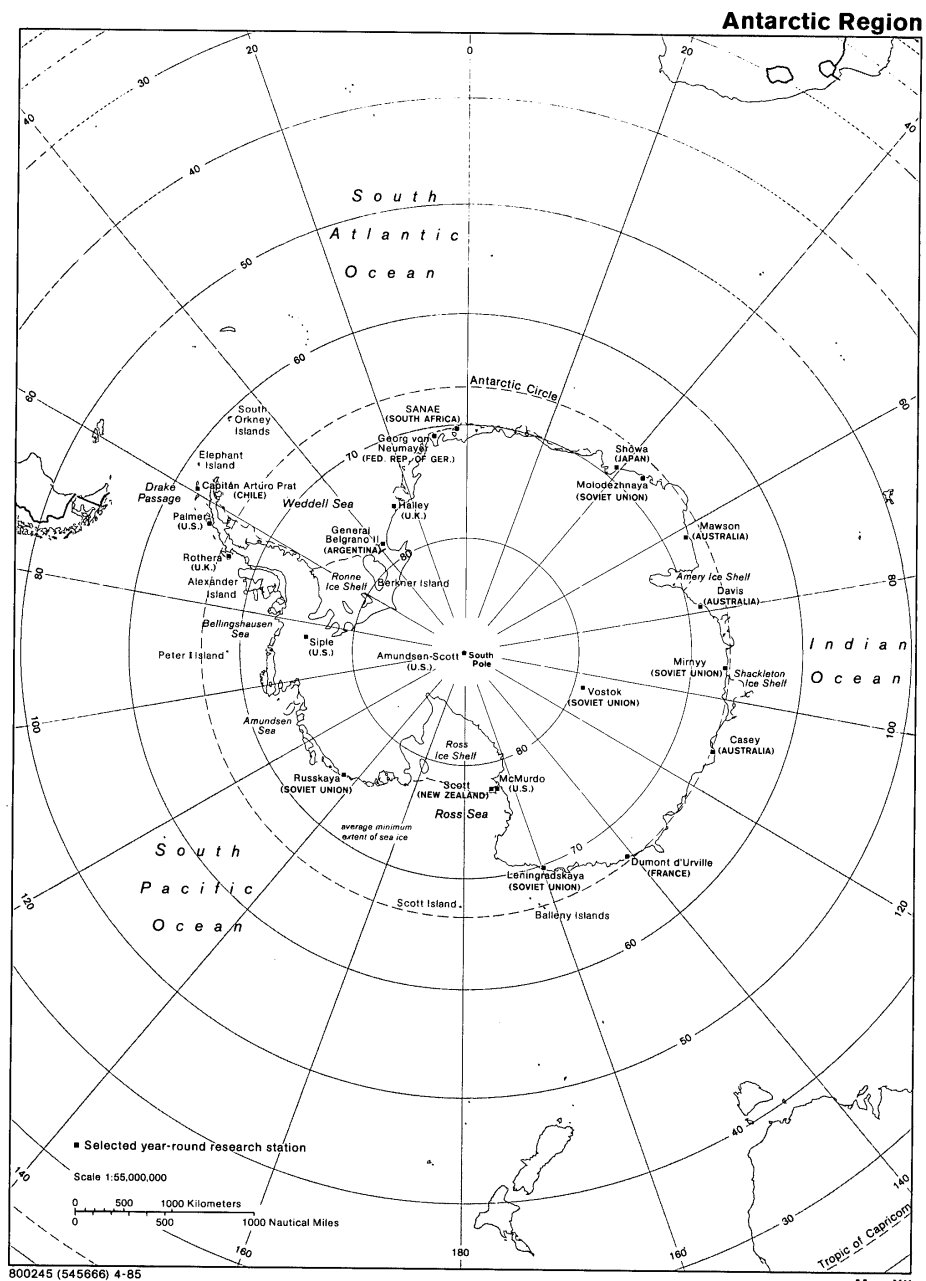 Antarctic Region
20
0
20
30
40
40
40
South
Atlantic
Ocean
50
60
Antarctic Circle
60
60
South
Orkney
Islands
SANAE
(SOUTH AFRICA)
Georg von
Neumayer
(FED. REP. OF GER.)
70
Elephant
Island
Showa
(JAPAN)
Molodezhnaya
(SOVIET UNION)
Drake
Passage
Capitán Arturo Prat
(CHILE)
Weddell Sea
Halley
(U.K.)
Palmer
(U.S.)
General
Belgrano II
(ARGENTINA)
80
Mawson
(AUSTRALIA)
Rothera
(U.K.)
80
Alexander
Island
Ronne
Ice Shelf
Berkner Island
Amery Ice Shelf
Davis
(AUSTRALIA)
80
Bellingshausen
Sea
Siple
(U.S.)
Peter I Island
Amundsen-Scott
(U.S.)
South
Pole
Indian
Ocean
Mirnyy
(SOVIET UNION)
Shackleton
Ice Shelf
Vostok
(SOVIET UNION)
100
Amundsen
Sea
Ross
Ice Shelf
80
Casey
(AUSTRALIA)
100
Russkaya
(SOVIET UNION)
Scott
(NEW ZEALAND)
McMurdo
(U.S.)
Ross Sea
average minimum
extent of sea ice
South
Pacific
Ocean
70
Leningradskaya
(SOVIET UNION)
Dumont d'Urville
(FRANCE)
120
Scott Island
Balleny Islands
120
60
50
40
Selected year-round research station
Scale 1:55,000,000
0 500 1000 Kilometers
0 500 1000 Nautical Miles
140
30
140
Tropic of Capricorn
160
180
160
800245 (545666) 4-85